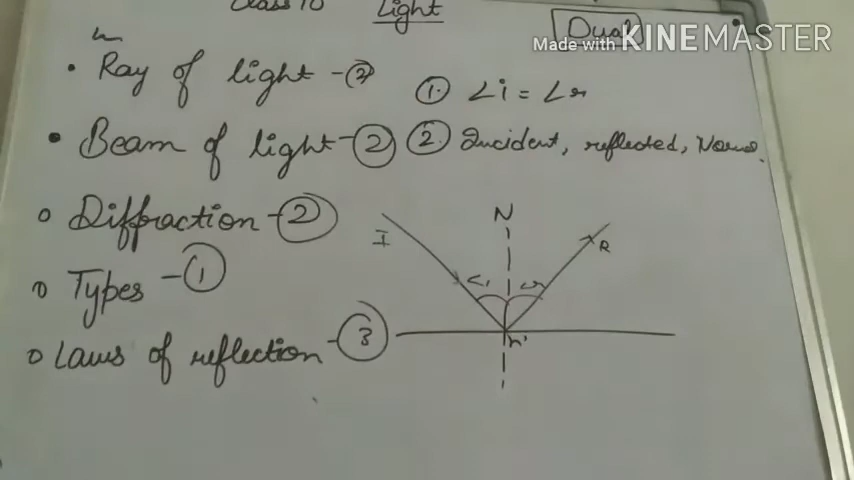 Class 10 Light
Dual
Made with KINEMASTER
• Ray of light - ②
① ∠i = ∠r
• Beam of light - ②
② Incident, reflected, Normal
Diffraction - ②
Types - ①
Laws of reflection - ③
I N R
∠i ∠r